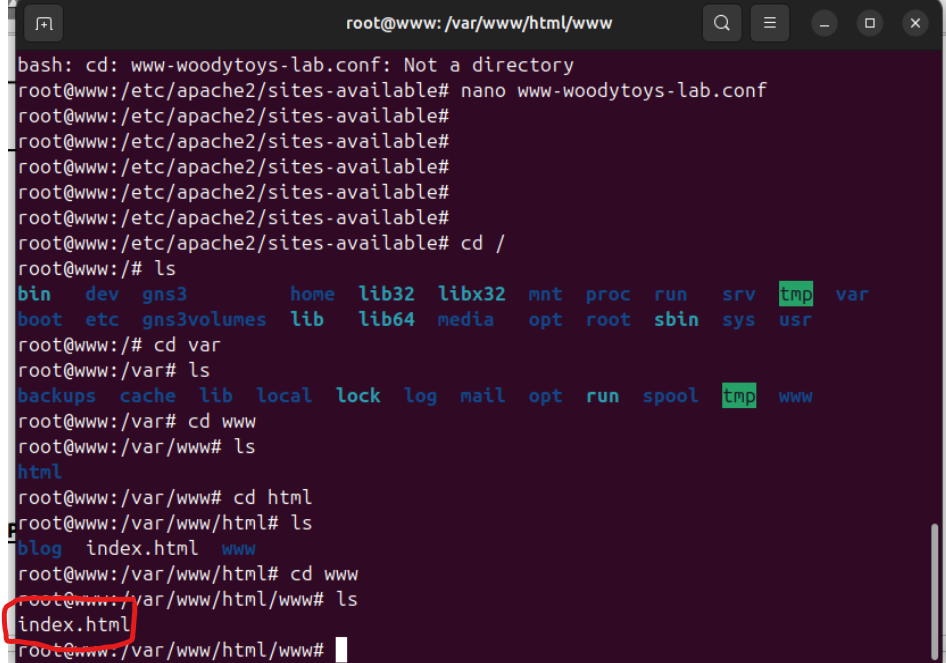 root@www: /var/www/html/www
bash: cd: www-woodytoys-lab.conf: Not a directory
root@www:/etc/apache2/sites-available# nano www-woodytoys-lab.conf
root@www:/etc/apache2/sites-available#
root@www:/etc/apache2/sites-available#
root@www:/etc/apache2/sites-available#
root@www:/etc/apache2/sites-available#
root@www:/etc/apache2/sites-available#
root@www:/etc/apache2/sites-available# cd /
root@www:/# ls
bin dev gns3 home lib32 libx32 mnt proc run srv tmp var
boot etc gns3volumes lib lib64 media opt root sbin sys usr
root@www:/# cd var
root@www:/var# ls
backups cache lib local lock log mail opt run spool tmp www
root@www:/var# cd www
root@www:/var/www# ls
html
root@www:/var/www# cd html
root@www:/var/www/html# ls
blog index.html www
root@www:/var/www/html# cd www
root@www:/var/www/html/www# ls
index.html
root@www:/var/www/html/www#